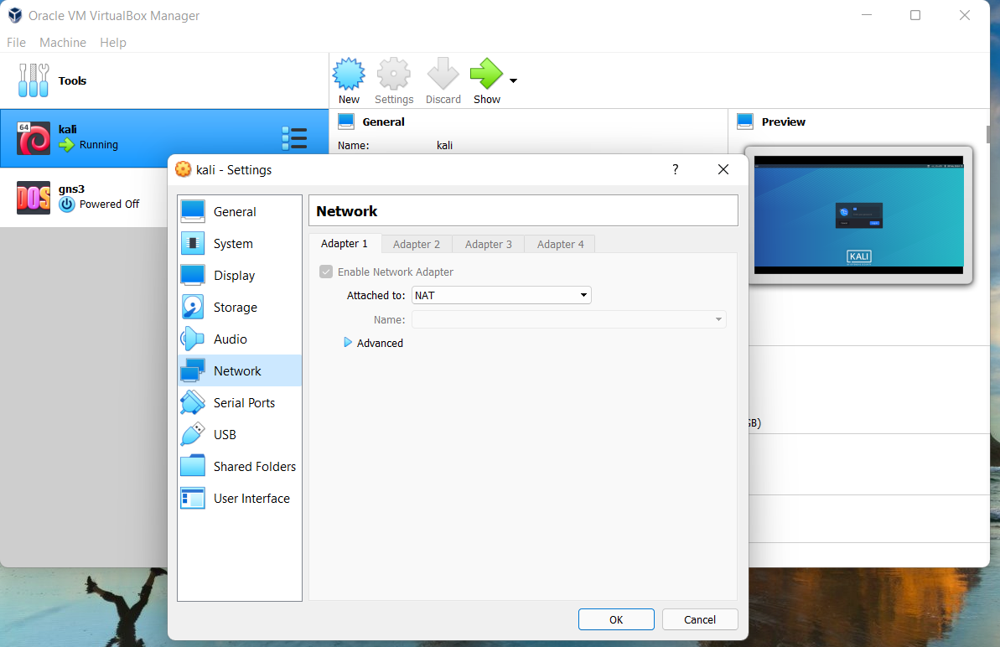 Oracle VM VirtualBox Manager
File Machine Help
Tools
New Settings Discard Show
64
kali
Running
gns3
Powered Off
General
Name: kali
Preview
KALI
kali - Settings
?
General
System
Display
Storage
Audio
Network
Serial Ports
USB
Shared Folders
User Interface
Network
Adapter 1 Adapter 2 Adapter 3 Adapter 4
Enable Network Adapter
Attached to: NAT
Name:
Advanced
OK Cancel
DOS